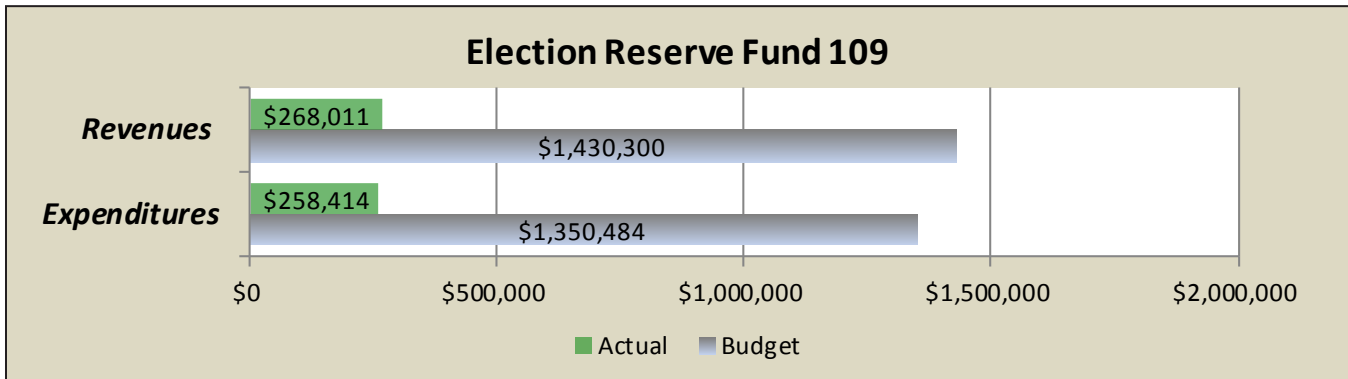 Election Reserve Fund 109
Revenues
$268,011
$1,430,300
Expenditures
$258,414
$1,350,484
$0 $500,000 $1,000,000 $1,500,000 $2,000,000
Actual Budget